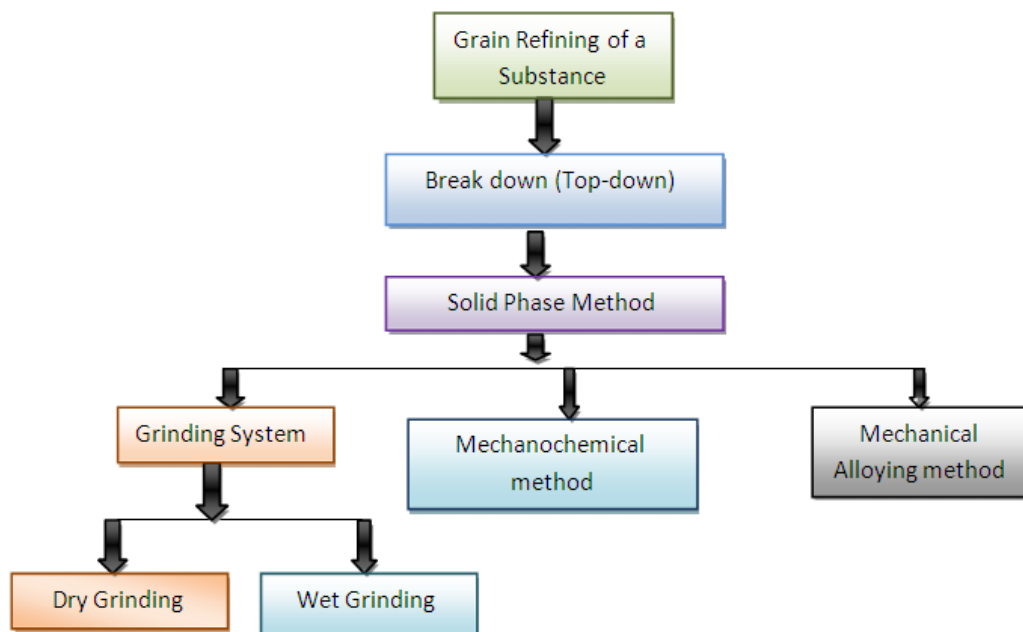 Grain Refining of a
Substance
Break down (Top-down)
Solid Phase Method
Grinding System
Mechanochemical
method
Mechanical
Alloying method
Dry Grinding
Wet Grinding